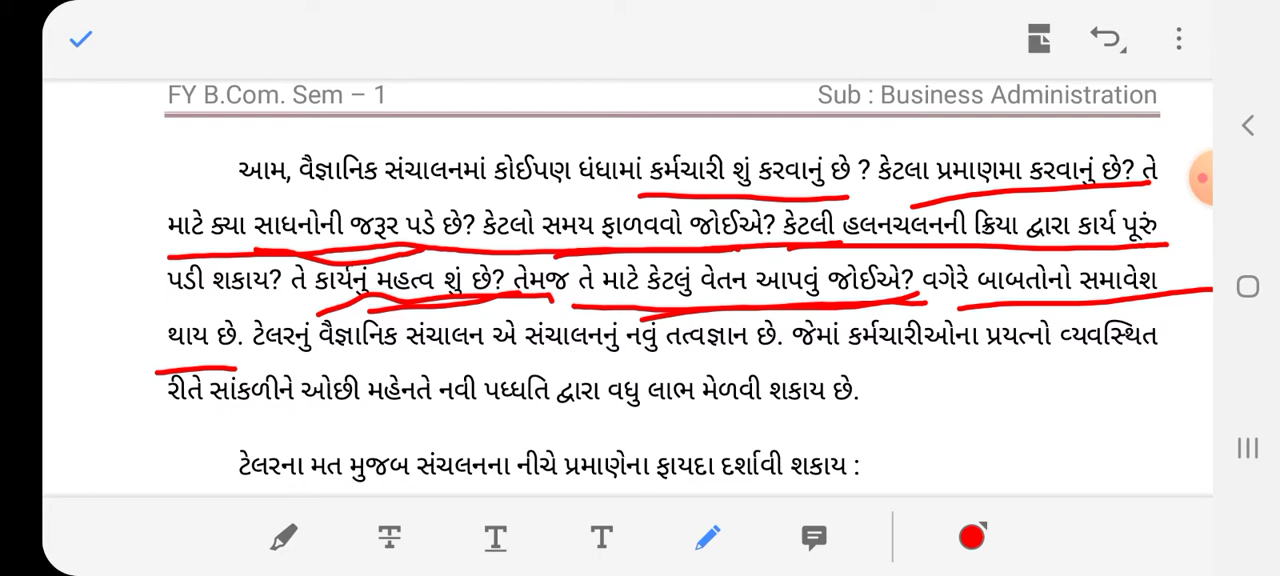 FY B.Com. Sem – 1 Sub : Business Administration
આમ, વૈજ્ઞાનિક સંચાલનમાં કોઈપણ ધંધામાં કર્મચારી શું કરવાનું છે ? કેટલા પ્રમાણમા કરવાનું છે? તે
માટે ક્યા સાધનોની જરૂર પડે છે? કેટલો સમય ફાળવવો જોઈએ? કેટલી હલનચલનની ક્રિયા દ્વારા કાર્ય પૂરું
પડી શકાય? તે કાર્યનું મહત્વ શું છે? તેમજ તે માટે કેટલું વેતન આપવું જોઈએ? વગેરે બાબતોનો સમાવેશ
થાય છે. ટેલરનું વૈજ્ઞાનિક સંચાલન એ સંચાલનનું નવું તત્વજ્ઞાન છે. જેમાં કર્મચારીઓના પ્રયત્નો વ્યવસ્થિત
રીતે સાંકળીને ઓછી મહેનતે નવી પધ્ધતિ દ્વારા વધુ લાભ મેળવી શકાય છે.
ટેલરના મત મુજબ સંચલનના નીચે પ્રમાણેના ફાયદા દર્શાવી શકાય :